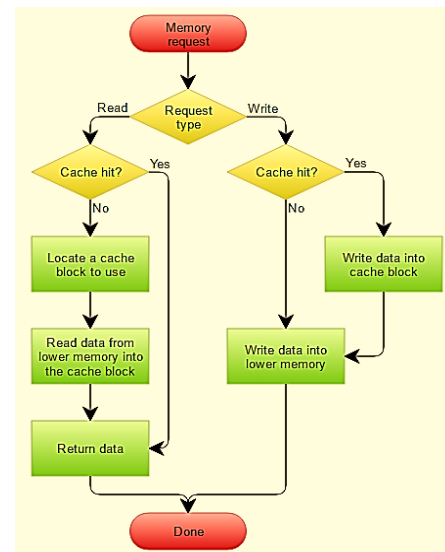 Memory
request
Read
Request
type
Write
Cache hit?
Yes
Cache hit?
Yes
No
No
Locate a cache
block to use
Write data into
cache block
Read data from
lower memory into
the cache block
Write data into
lower memory
Return data
Done